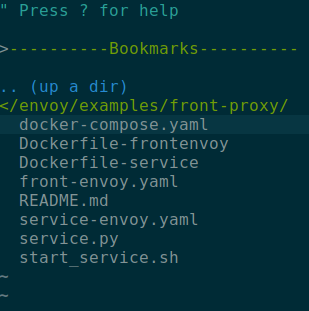 " Press ? for help
>----------Bookmarks----------
.. (up a dir)
</envoy/examples/front-proxy/
docker-compose.yaml
Dockerfile-frontenvoy
Dockerfile-service
front-envoy.yaml
README.md
service-envoy.yaml
service.py
start_service.sh
~
~